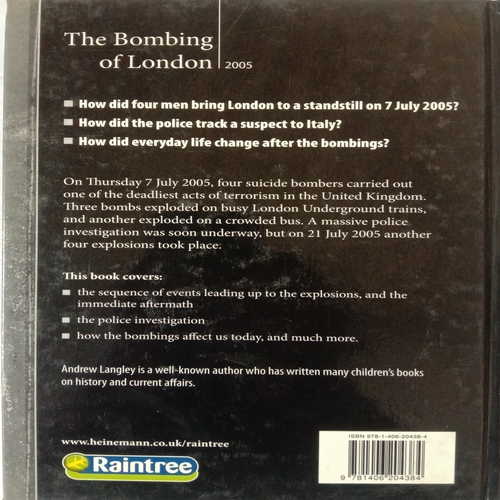 The Bombing
of London 2005
How did four men bring London to a standstill on 7 July 2005?
How did the police track a suspect to Italy?
How did everyday life change after the bombings?
On Thursday 7 July 2005, four suicide bombers carried out
one of the deadliest acts of terrorism in the United Kingdom.
Three bombs exploded on busy London Underground trains,
and another exploded on a crowded bus. A massive police
investigation was soon underway, but on 21 July 2005 another
four explosions took place.
This book covers:
the sequence of events leading up to the explosions, and the
immediate aftermath
the police investigation
how the bombings affect us today, and much more.
Andrew Langley is a well-known author who has written many children's books
on history and current affairs.
www.heinemann.co.uk/raintree
Raintree
ISBN 978-1-406-20438-4
9 781406 204384